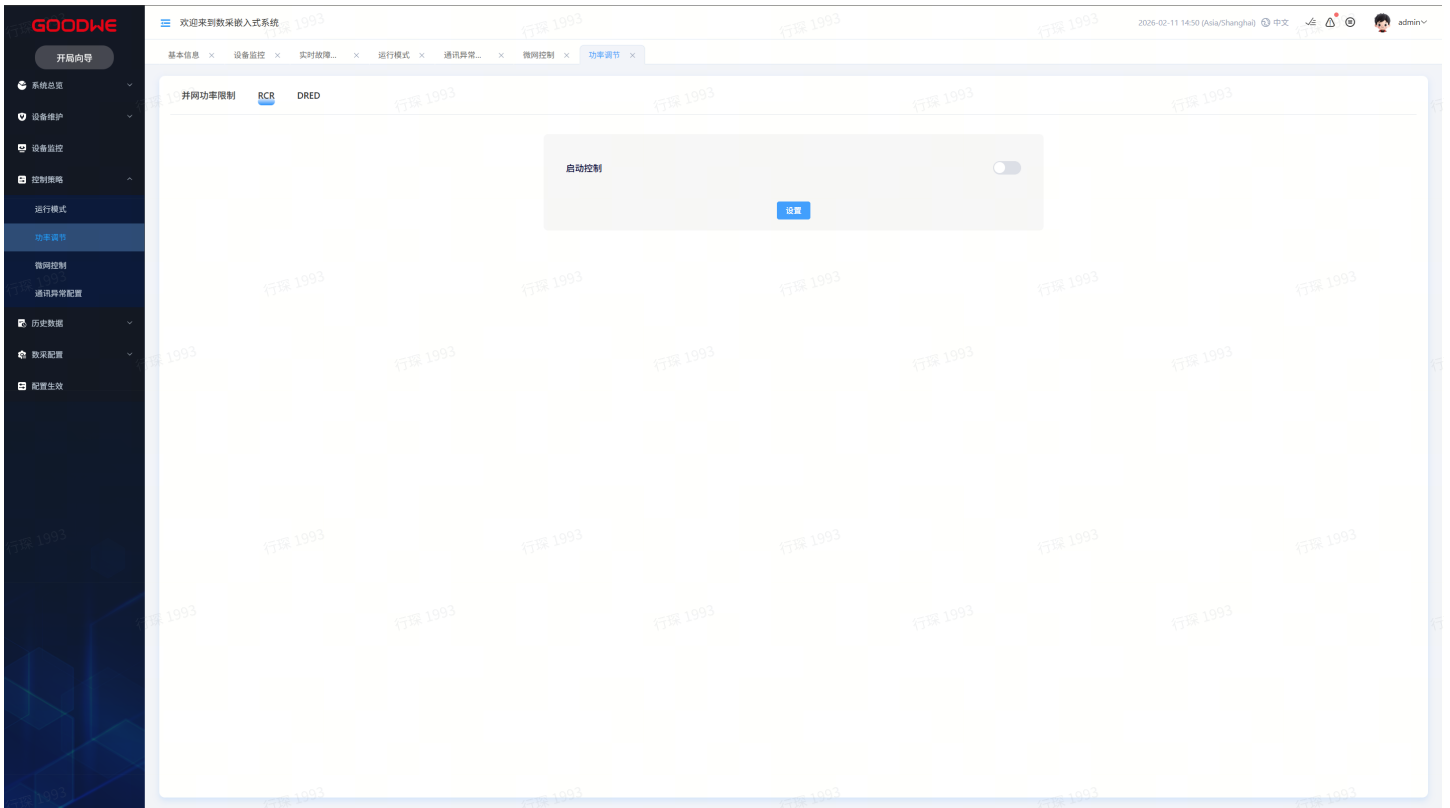 GOODWE
欢迎来到数采嵌入式系统
2026-02-11 14:50 (Asia/Shanghai) 中文
admin
开局向导
基本信息 × 设备监控 × 实时故障... × 运行模式 × 通讯异常... × 微网控制 × 功率调节 ×
系统总览
设备维护
设备监控
控制策略
运行模式
功率调节
微网控制
通讯异常配置
历史数据
数采配置
配置生效
并网功率限制 RCR DRED
启动控制
设置
行琛 1993